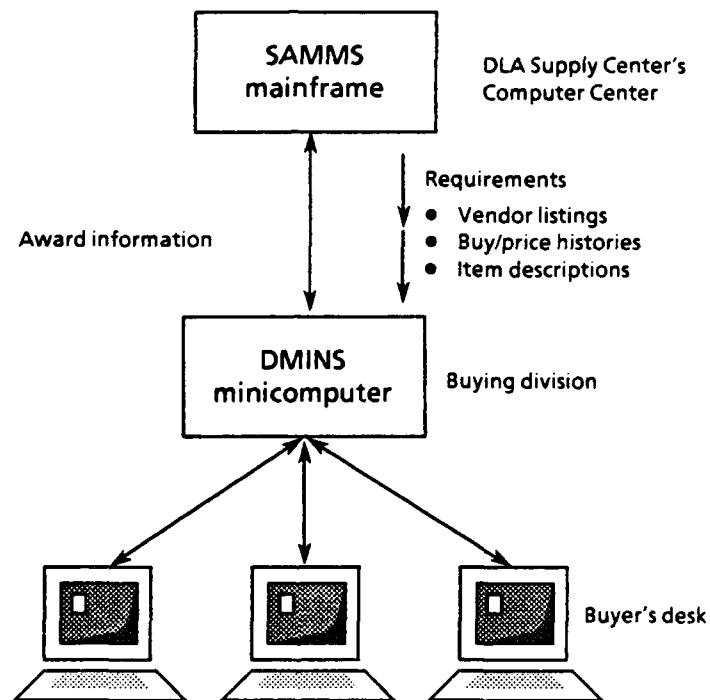 SAMMS
mainframe
DLA Supply Center's
Computer Center
Requirements
● Vendor listings
● Buy/price histories
● Item descriptions
Award information
DMINS
minicomputer
Buying division
Buyer's desk